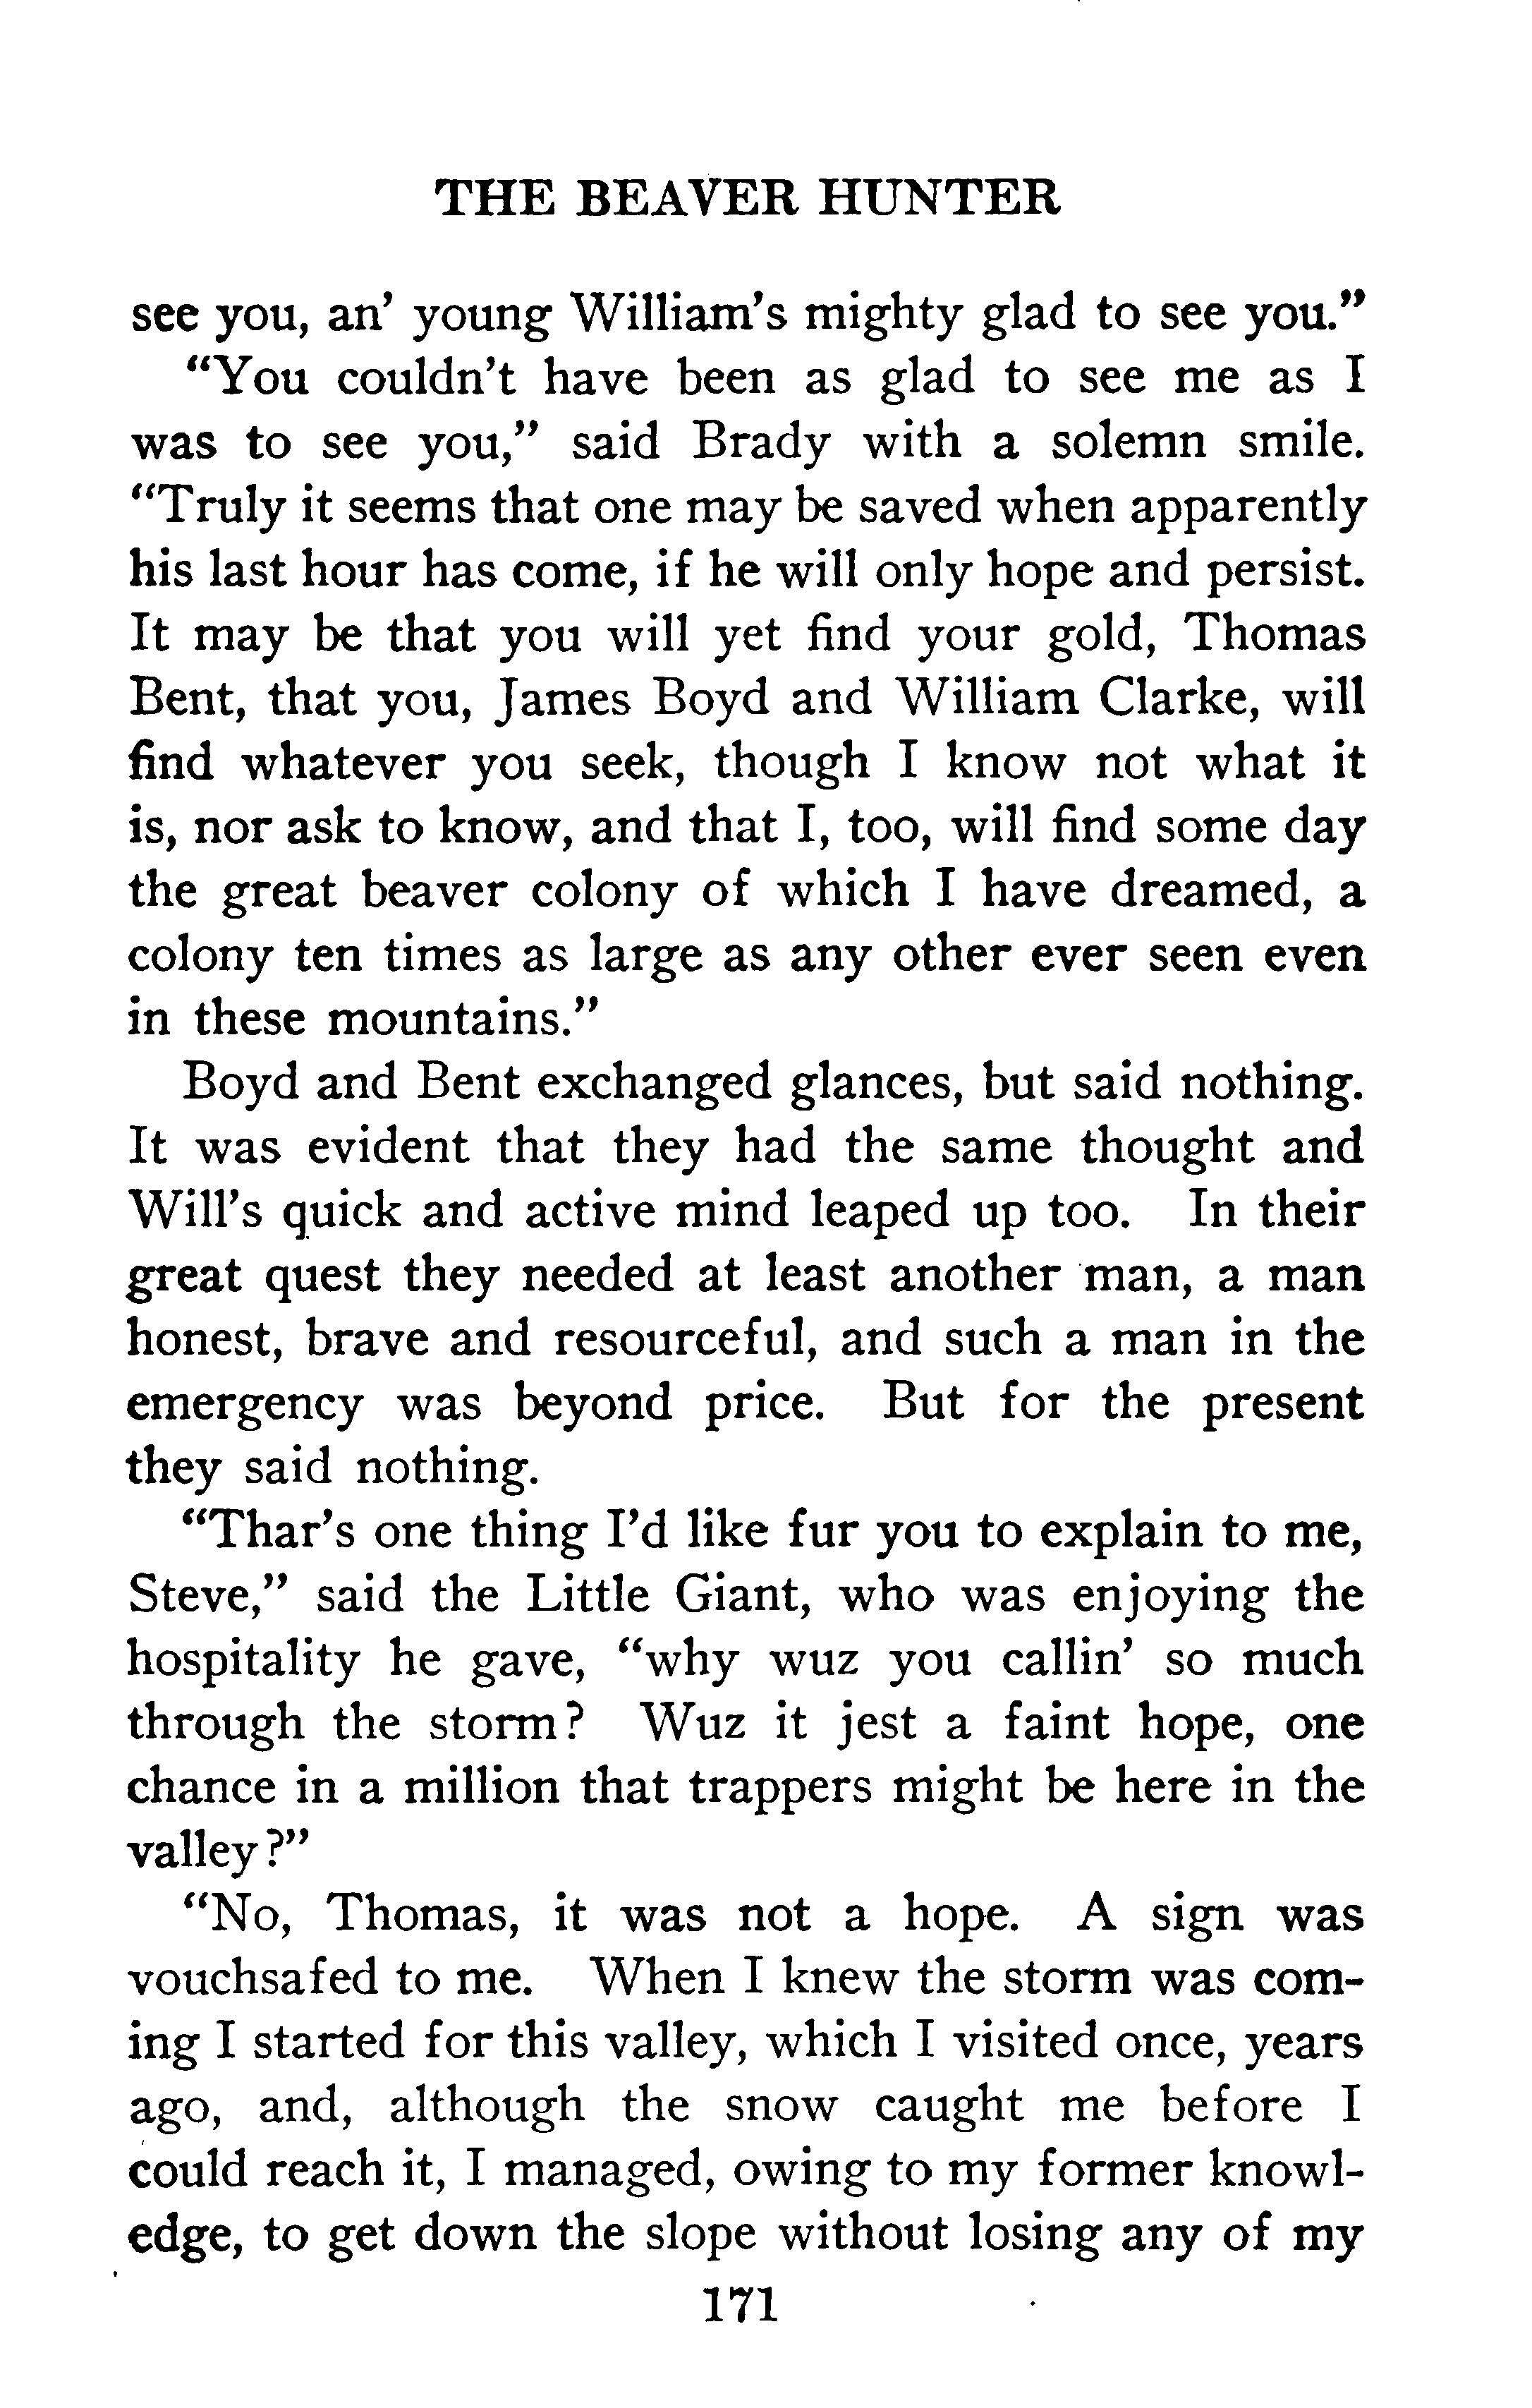 THE BEAVER HUNTER
see you, an’ young William’s mighty glad to see you.”
“You couldn’t have been as glad to see me as I
was to see you,” said Brady with a solemn smile.
“Truly it seems that one may be saved when apparently
his last hour has come, if he will only hope and persist.
It may be that you will yet find your gold, Thomas
Bent, that you, James Boyd and William Clarke, will
find whatever you seek, though I know not what it
is, nor ask to know, and that I, too, will find some day
the great beaver colony of which I have dreamed, a
colony ten times as large as any other ever seen even
in these mountains.”
Boyd and Bent exchanged glances, but said nothing.
It was evident that they had the same thought and
Will’s quick and active mind leaped up too. In their
great quest they needed at least another man, a man
honest, brave and resourceful, and such a man in the
emergency was beyond price. But for the present
they said nothing.
“Thar’s one thing I’d like fur you to explain to me,
Steve,” said the Little Giant, who was enjoying the
hospitality he gave, “why wuz you callin’ so much
through the storm? Wuz it jest a faint hope, one
chance in a million that trappers might be here in the
valley?”
“No, Thomas, it was not a hope. A sign was
vouchsafed to me. When I knew the storm was com-
ing I started for this valley, which I visited once, years
ago, and, although the snow caught me before I
could reach it, I managed, owing to my former knowl-
edge, to get down the slope without losing any of my
171